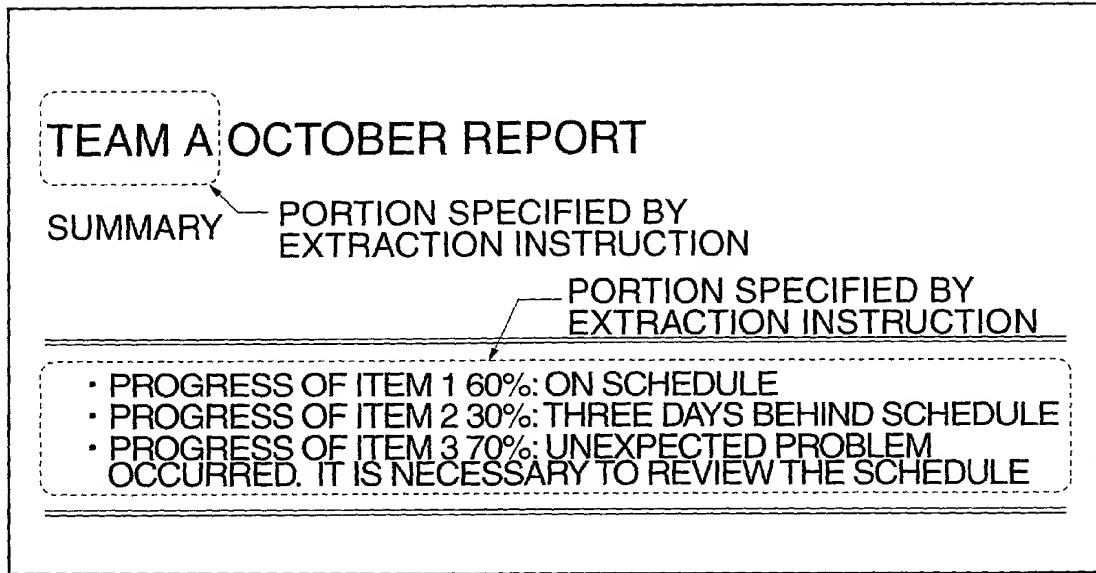 TEAM A OCTOBER REPORT
SUMMARY
PORTION SPECIFIED BY
EXTRACTION INSTRUCTION
PORTION SPECIFIED BY
EXTRACTION INSTRUCTION
・PROGRESS OF ITEM 1 60%: ON SCHEDULE
・PROGRESS OF ITEM 2 30%: THREE DAYS BEHIND SCHEDULE
・PROGRESS OF ITEM 3 70%: UNEXPECTED PROBLEM
OCCURRED. IT IS NECESSARY TO REVIEW THE SCHEDULE